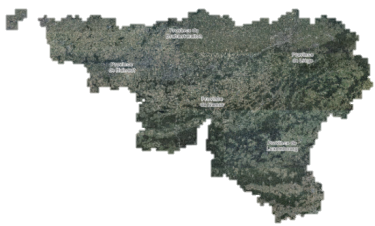 Province du
Brabant wallon
Province
de Hainaut
Province
de Liège
Province
de Namur
Province de
Luxembourg